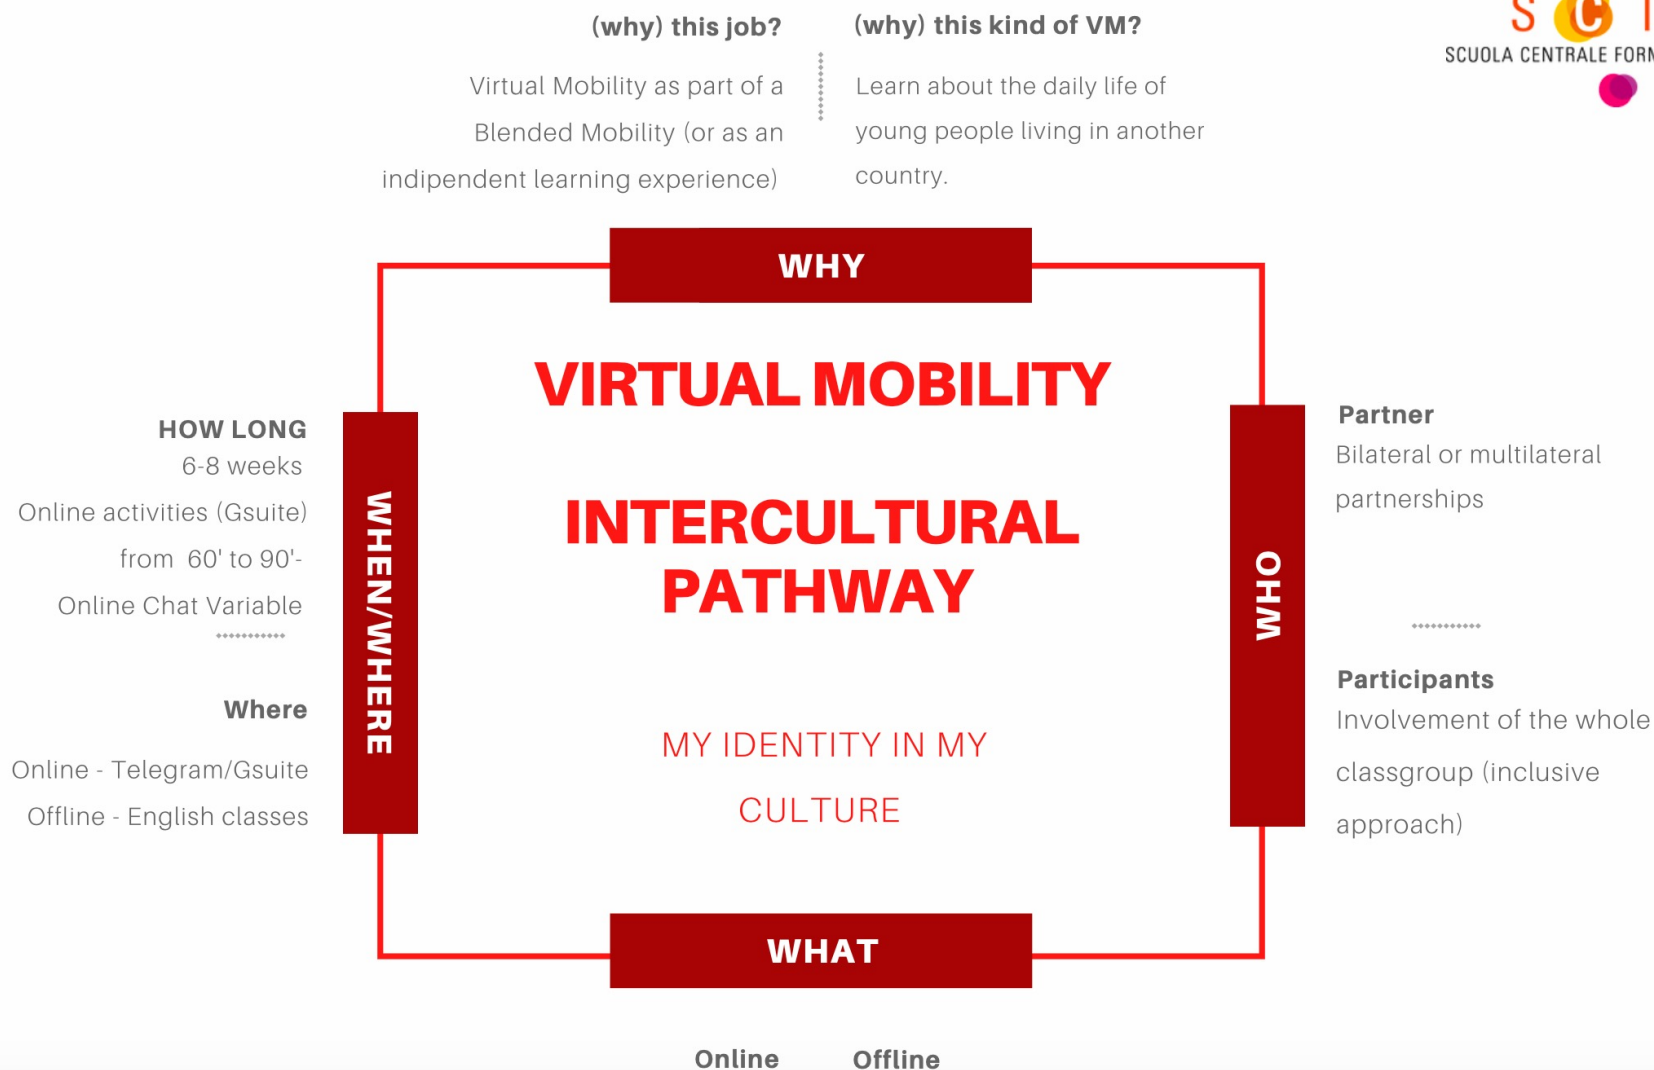 (why) this job?
Virtual Mobility as part of a
Blended Mobility (or as an
indipendent learning experience)
(why) this kind of VM?
Learn about the daily life of
young people living in another
country.
S C
SCUOLA CENTRALE
WHY
VIRTUAL MOBILITY
INTERCULTURAL
PATHWAY
MY IDENTITY IN MY
CULTURE
HOW LONG
6-8 weeks
Online activities (Gsuite)
from 60' to 90'-
Online Chat Variable
Where
Online - Telegram/Gsuite
Offline - English classes
WHEN/WHERE
WHO
Partner
Bilateral or multilateral
partnerships
Participants
Involvement of the whole
classgroup (inclusive
approach)
WHAT
Online
Offline